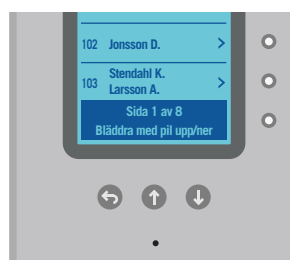 102 Jonsson D. >
103 Stendahl K.
Larsson A. >
Sida 1 av 8
Bläddra med pil upp/ner